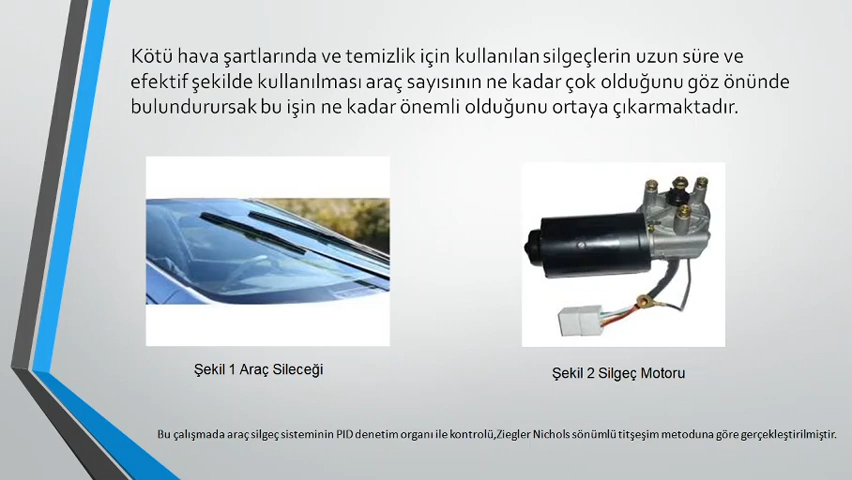 Kötü hava şartlarında ve temizlik için kullanılan silgeçlerin uzun süre ve
efektif şekilde kullanılması araç sayısının ne kadar çok olduğunu göz önünde
bulundurursak bu işin ne kadar önemli olduğunu ortaya çıkarmaktadır.
Şekil 1 Araç Sileceği
Şekil 2 Silgeç Motoru
Bu çalışmada araç silgeç sisteminin PID denetim organı ile kontrolü,Ziegler Nichols sönümlü titşeşim metoduna göre gerçekleştirilmiştir.